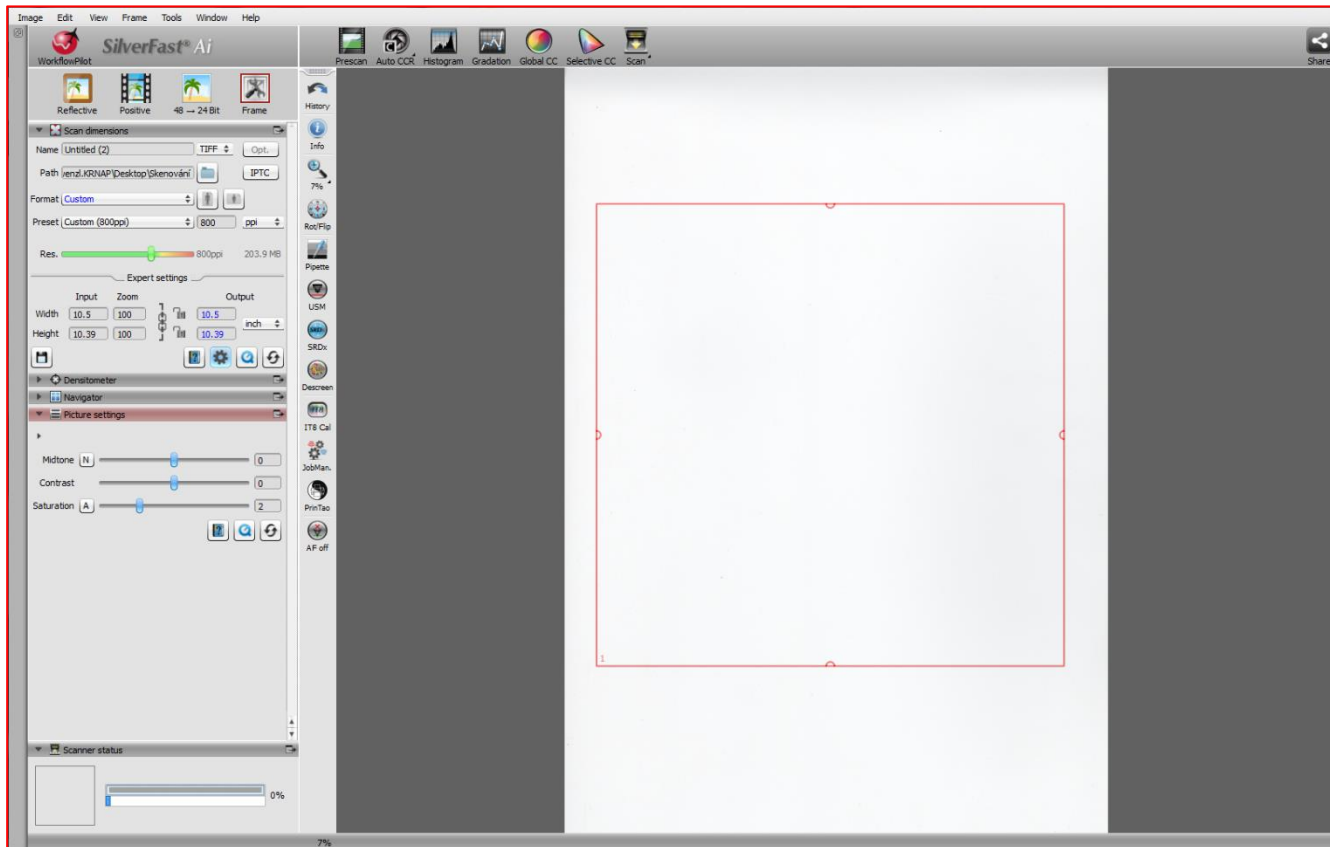 Image Edit View Frame Tools Window Help
SilverFast® Ai
WorkflowPilot
Prescan Auto CCR Histogram Gradation Global CC Selective CC Scan Share
Reflective Positive 48 → 24 Bit Frame
Scan dimensions
Name Untitled (2) TIFF Opt.
Path venzl.KRNAP\Desktop\Skenování IPTC
Format Custom
Preset Custom (800ppi) 800 ppi
Res. 800ppi 203.9 MB
Expert settings
Input Zoom Output
Width 10.5 100 10.5
inch
Height 10.39 100 10.39
Densitometer
Navigator
Picture settings
Midtone N 0
Contrast 0
Saturation A 2
Scanner status
0%
History
Info
7%
Rot/Flip
Pipette
USM
SRDx
SRDx
Descreen
IT8
IT8 Cal
JobMan.
PrinTao
AF off
1
7%